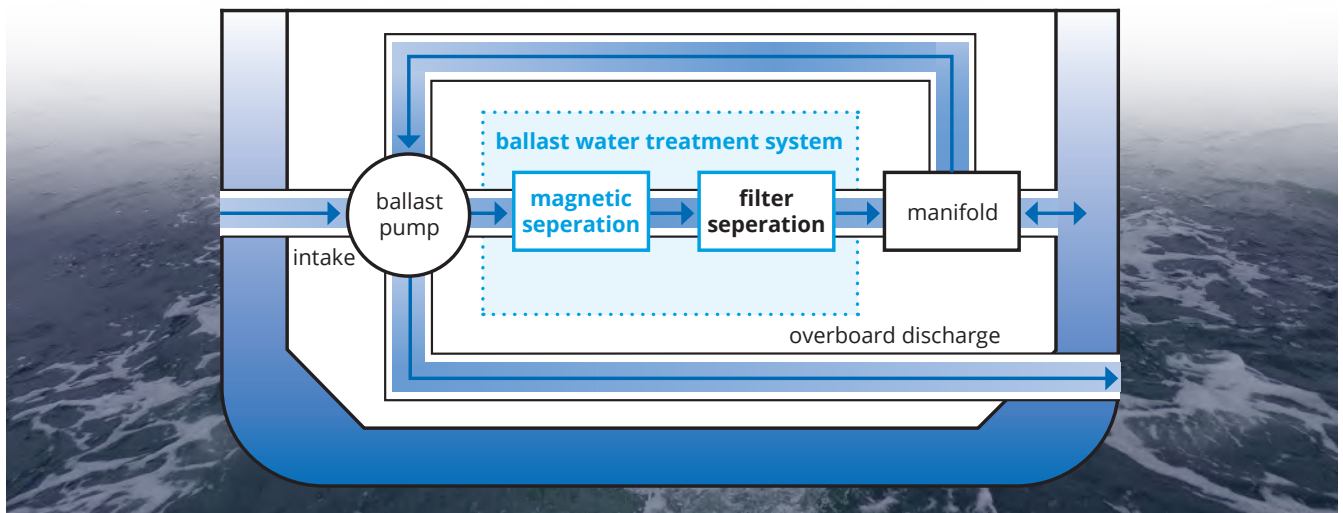 ballast water treatment system
ballast
pump
magnetic
seperation
filter
seperation
manifold
intake
overboard discharge